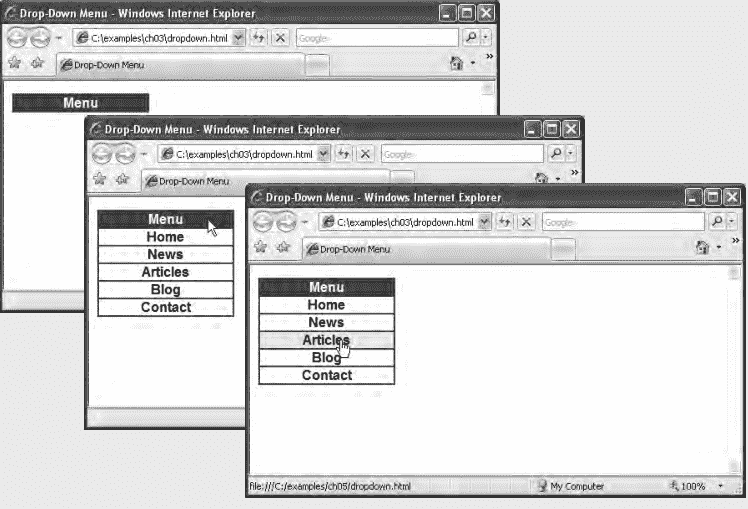 Drop-Down Menu - Windows Internet Explorer
C:\examples\ch03\dropdown.html
Google
Drop-Down Menu
Menu
Drop-Down Menu - Windows Internet Explorer
C:\examples\ch03\dropdown.html
Google
Drop-Down Menu
Menu
Home
News
Articles
Blog
Contact
Drop-Down Menu - Windows Internet Explorer
C:\examples\ch03\dropdown.html
Google
Drop-Down Menu
Menu
Home
News
Articles
Blog
Contact
file:///C:/examples/ch05/dropdown.html
My Computer
100%